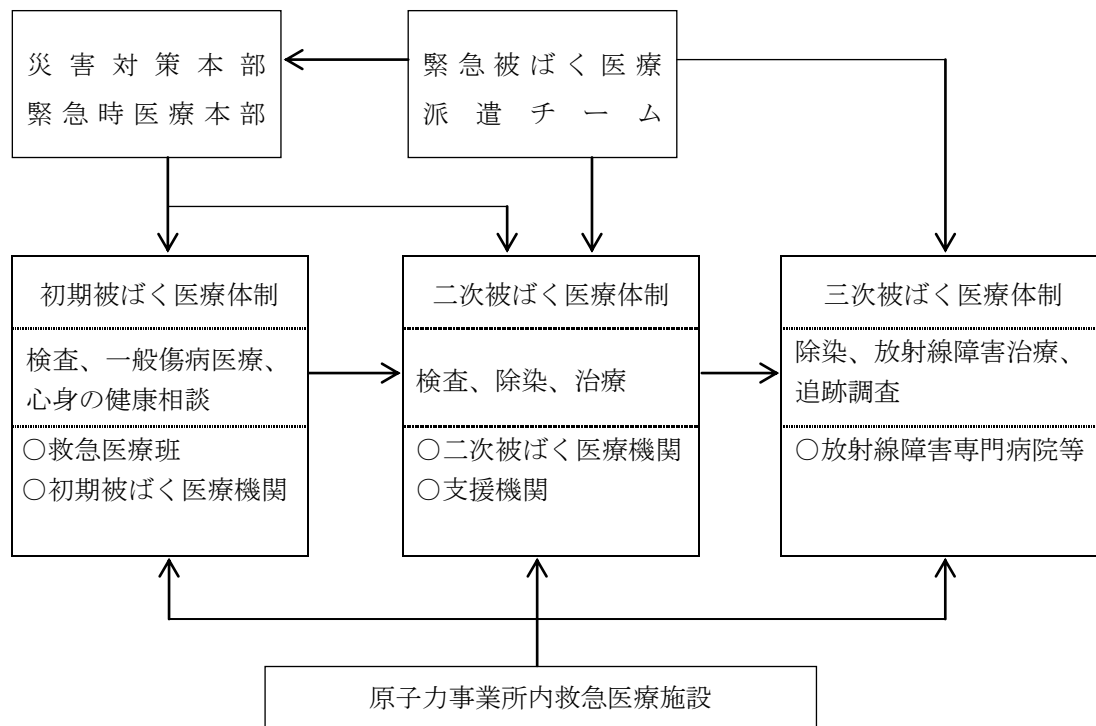 災害対策本部
緊急時医療本部
緊急被ばく医療
派遣チーム
初期被ばく医療体制
検査、一般傷病医療、
心身の健康相談
○救急医療班
○初期被ばく医療機関
二次被ばく医療体制
検査、除染、治療
○二次被ばく医療機関
○支援機関
三次被ばく医療体制
除染、放射線障害治療、
追跡調査
○放射線障害専門病院等
原子力事業所内救急医療施設